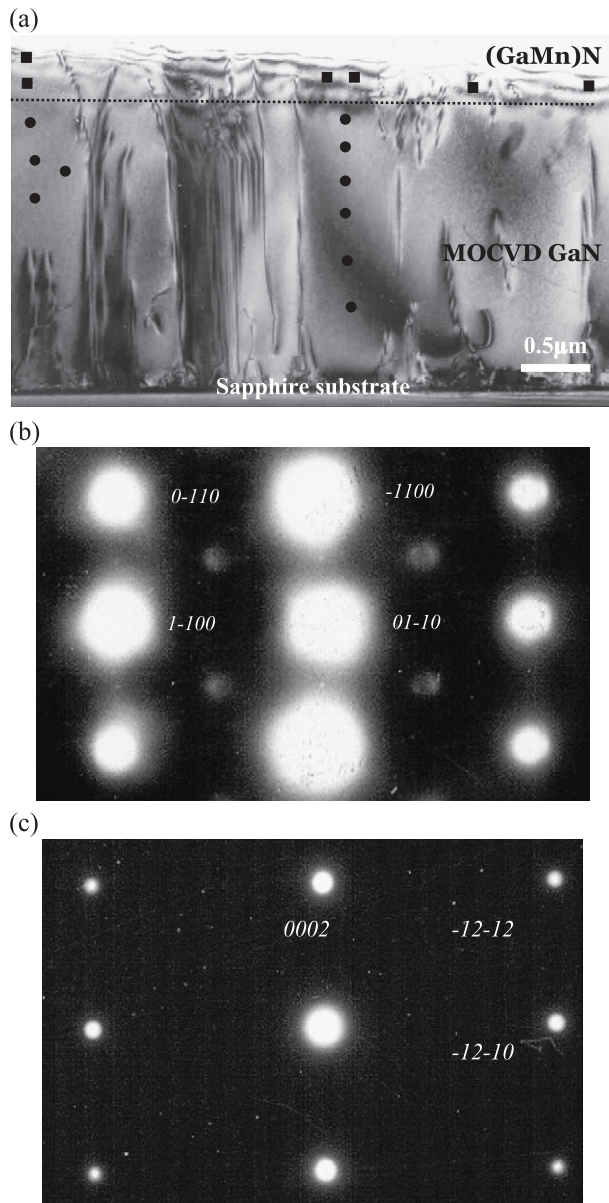 (a)
(GaMn)N
MOCVD GaN
0.5μm
Sapphire substrate
(b)
0-110
-1100
1-100
01-10
(c)
0002
-12-12
-12-10